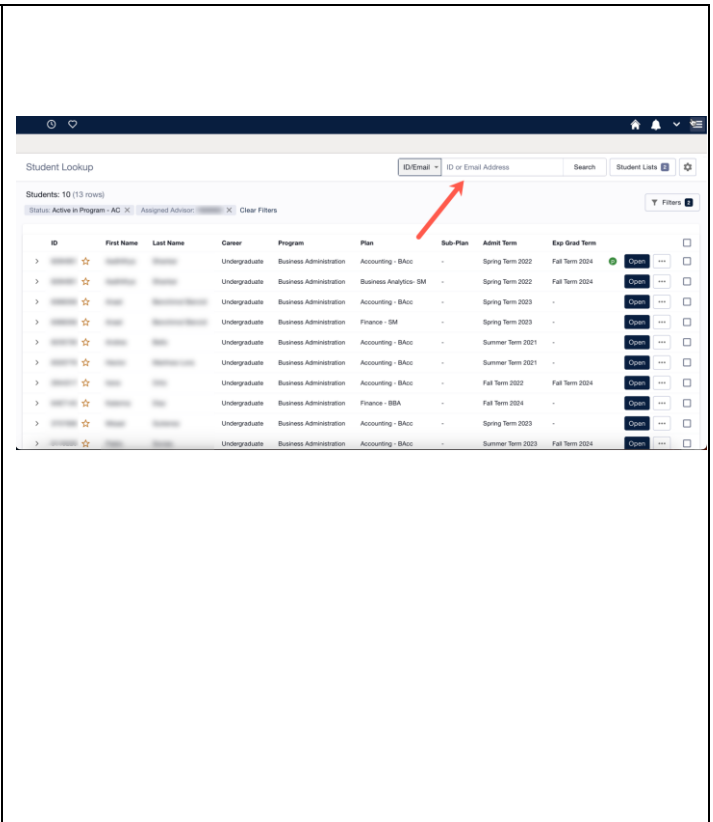 Student Lookup ID/Email ID or Email Address Search Student Lists 2
Students: 10 (13 rows)
Filters 2
Status: Active in Program - AC X Assigned Advisor: X Clear Filters
ID First Name Last Name Career Program Plan Sub-Plan Admit Term Exp Grad Term
Undergraduate Business Administration Accounting - BAcc - Spring Term 2022 Fall Term 2024 Open ...
Undergraduate Business Administration Business Analytics- SM - Spring Term 2022 Fall Term 2024 Open ...
Undergraduate Business Administration Accounting - BAcc - Spring Term 2023 - Open ...
Undergraduate Business Administration Finance - SM - Spring Term 2023 - Open ...
Undergraduate Business Administration Accounting - BAcc - Summer Term 2021 - Open ...
Undergraduate Business Administration Accounting - BAcc - Summer Term 2021 - Open ...
Undergraduate Business Administration Accounting - BAcc - Fall Term 2022 Fall Term 2024 Open ...
Undergraduate Business Administration Finance - BBA - Fall Term 2024 - Open ...
Undergraduate Business Administration Accounting - BAcc - Spring Term 2023 - Open ...
Undergraduate Business Administration Accounting - BAcc - Summer Term 2023 Fall Term 2024 Open ...